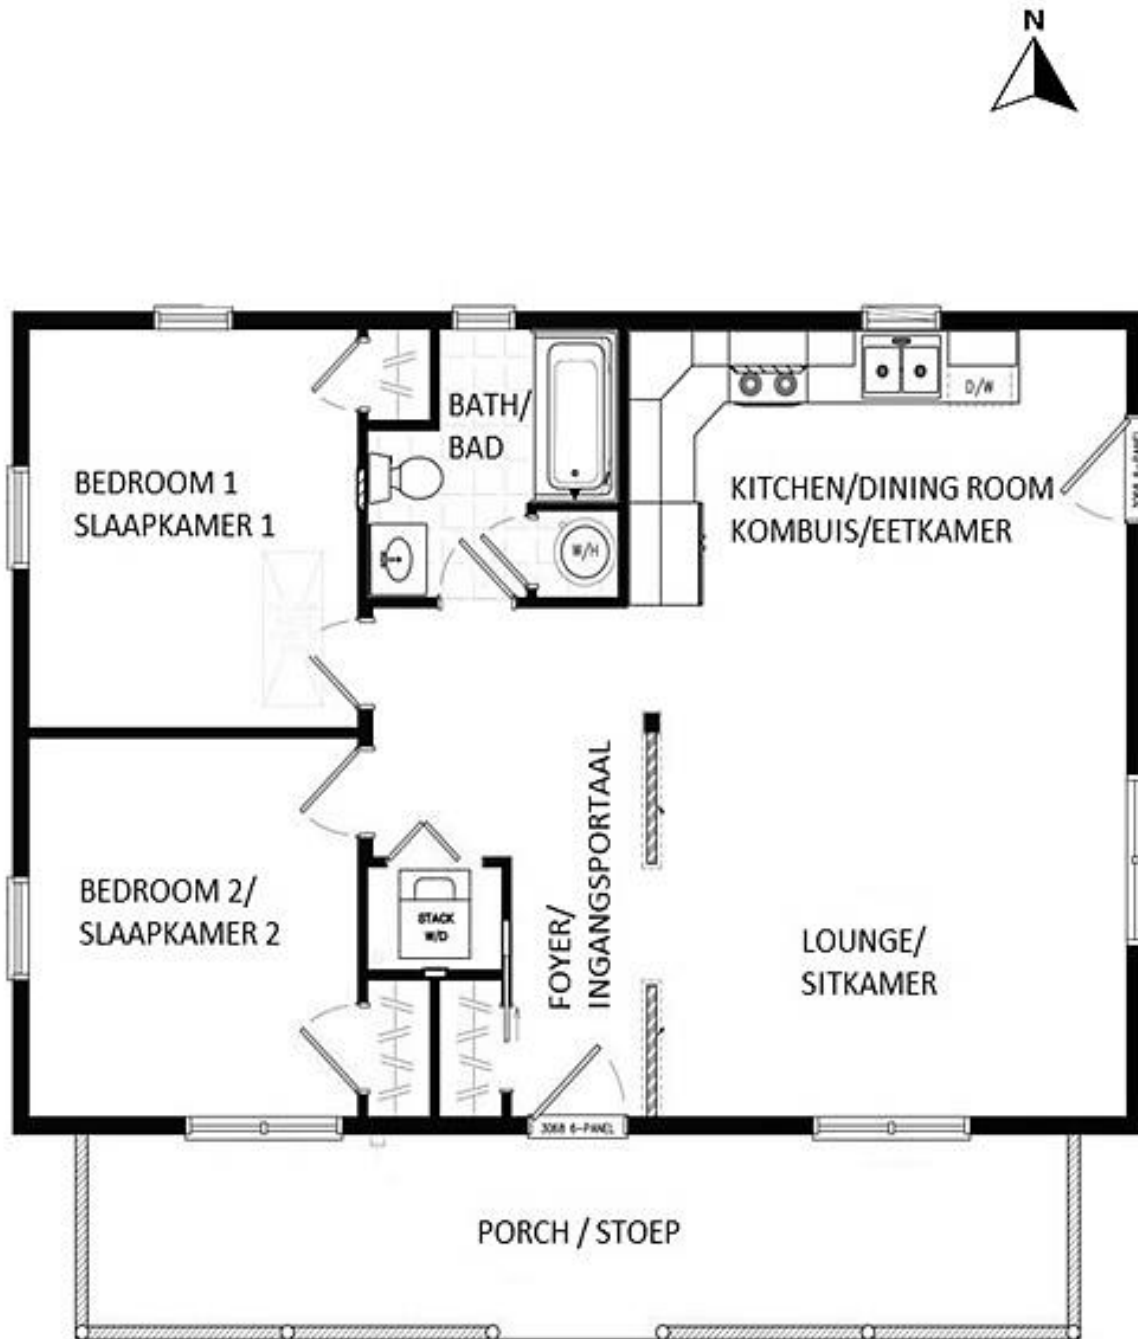 N
BATH/
BAD
D/W
BEDROOM 1
SLAAPKAMER 1
KITCHEN/DINING ROOM
KOMBUIS/EETKAMER
W/H
FOYER/
INGANGSPORTAAL
BEDROOM 2/
SLAAPKAMER 2
STACK
W/D
LOUNGE/
SITKAMER
3068 6-PANEL
PORCH / STOEP